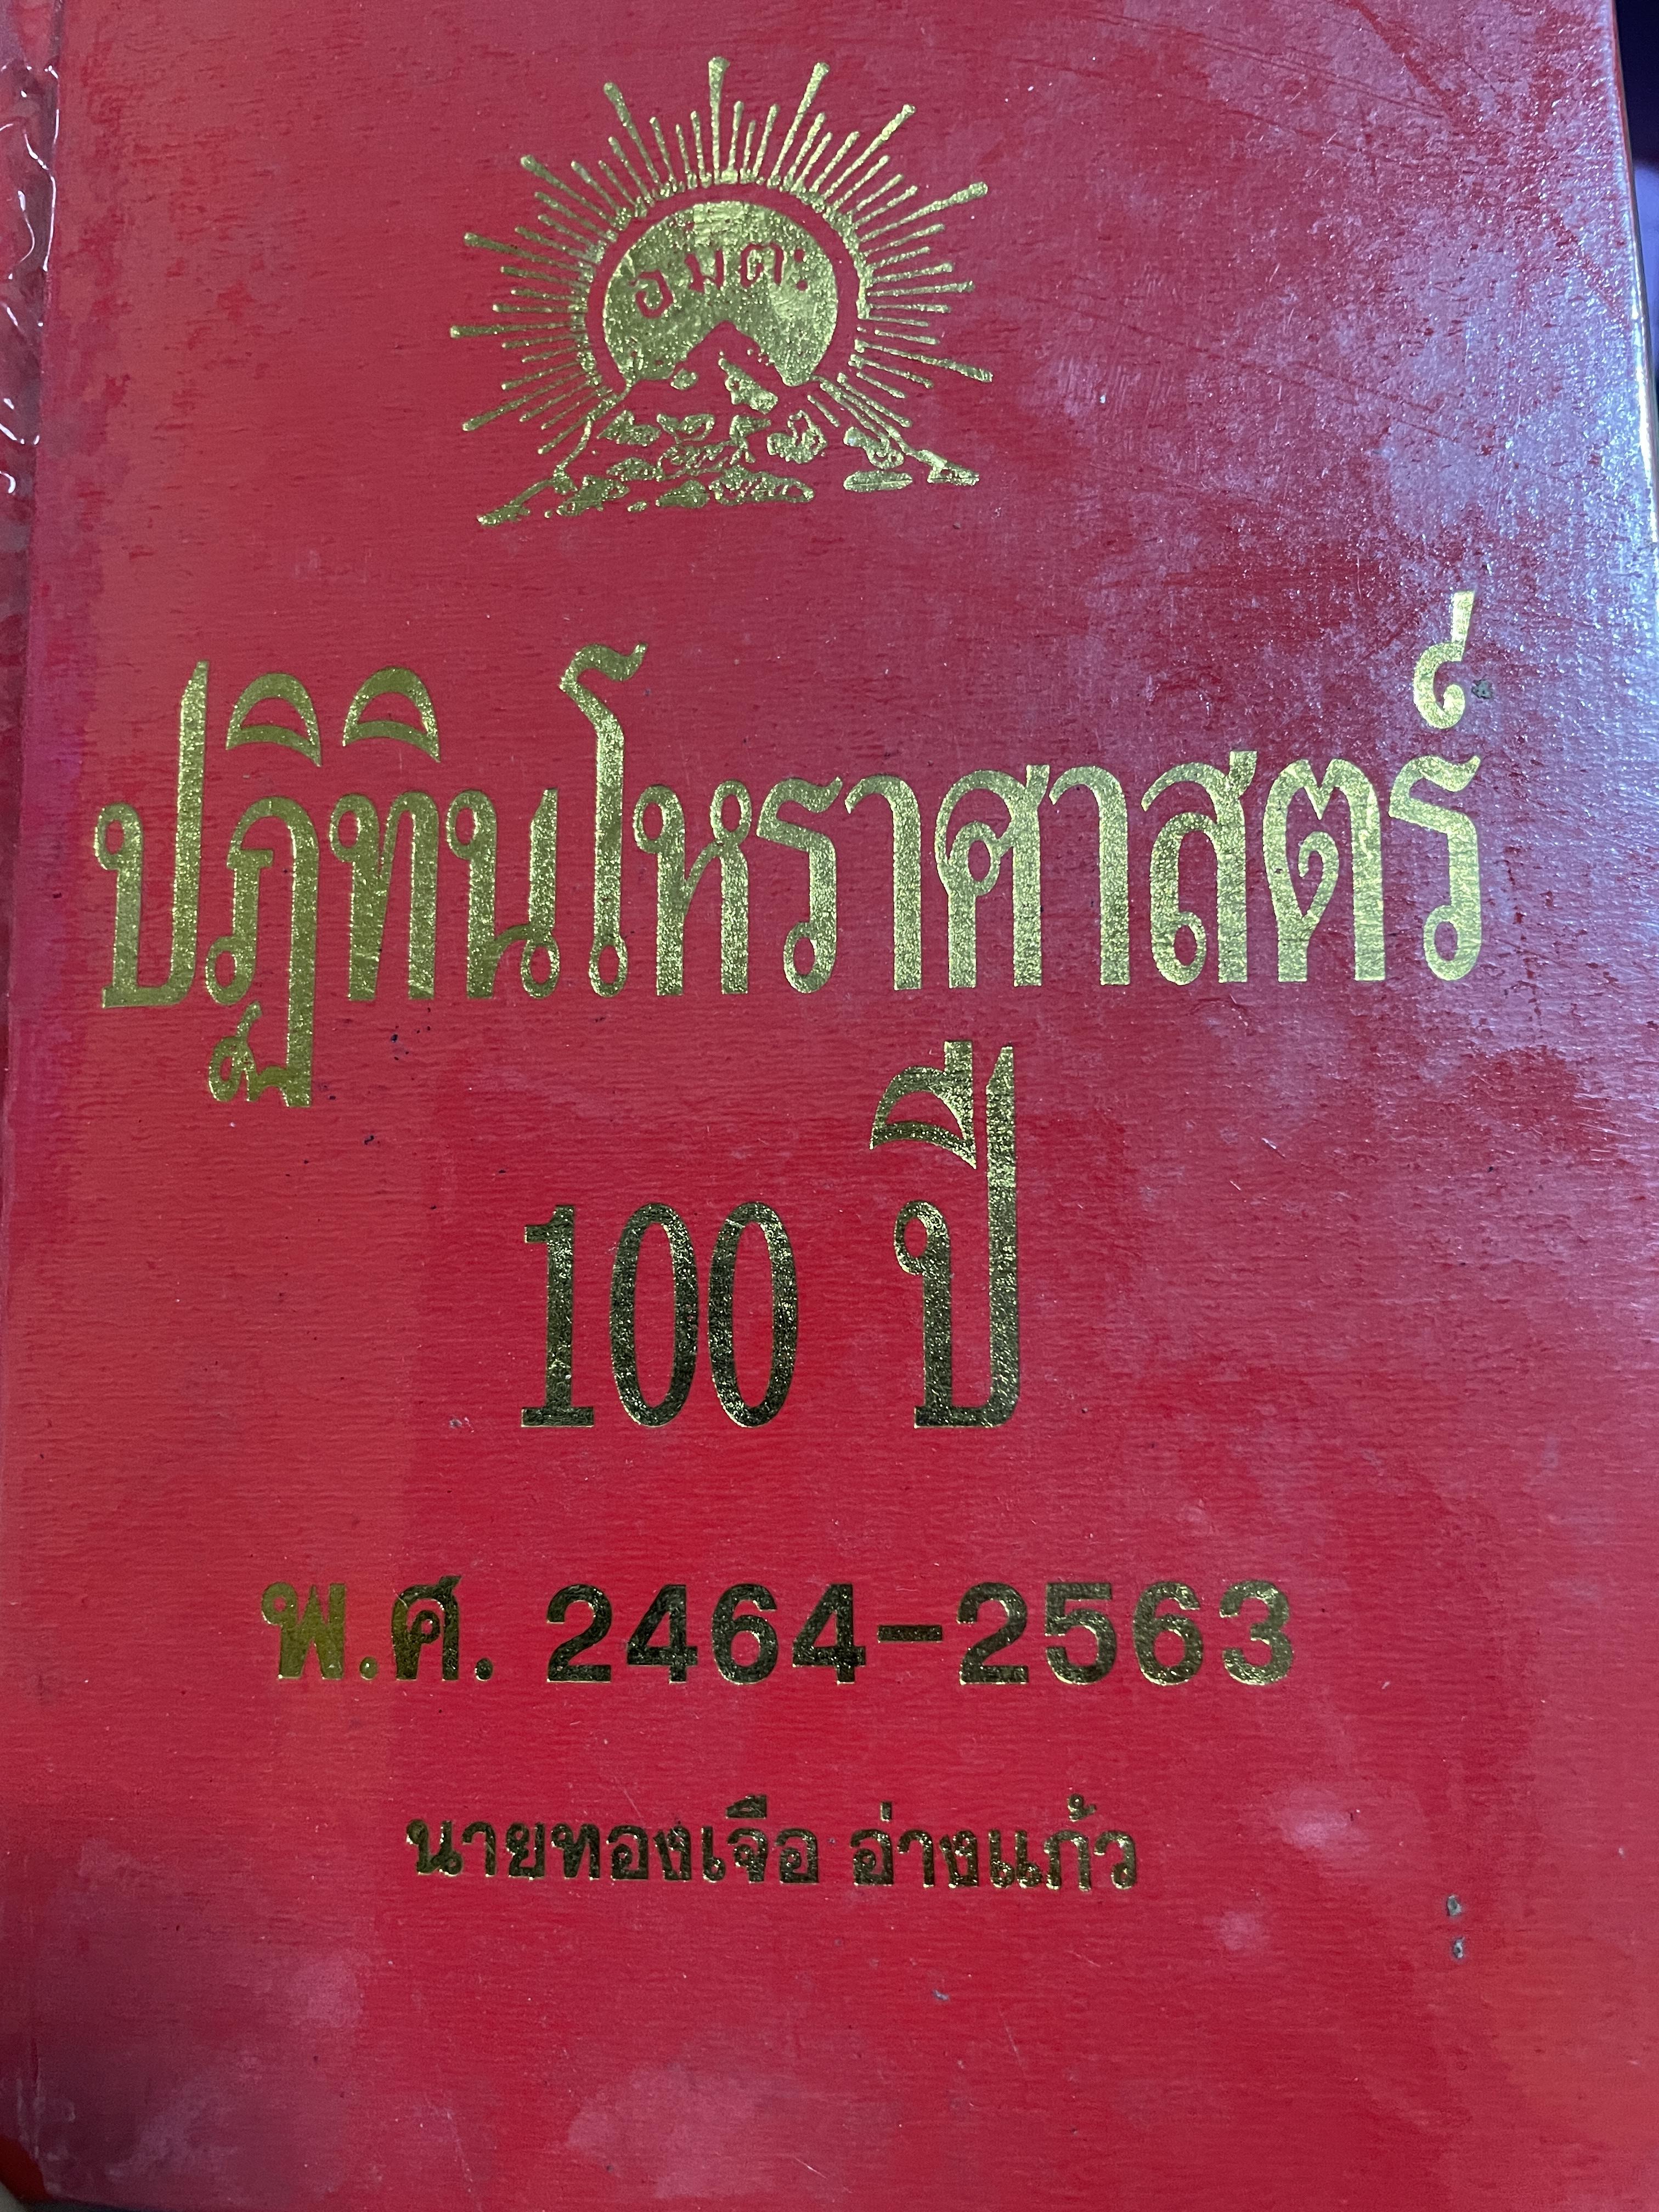 อมตะ
ปฏิทินโหราศาสตร์
100 ปี
พ.ศ. 2464-2563
นายทองเจือ อ่างแก้ว